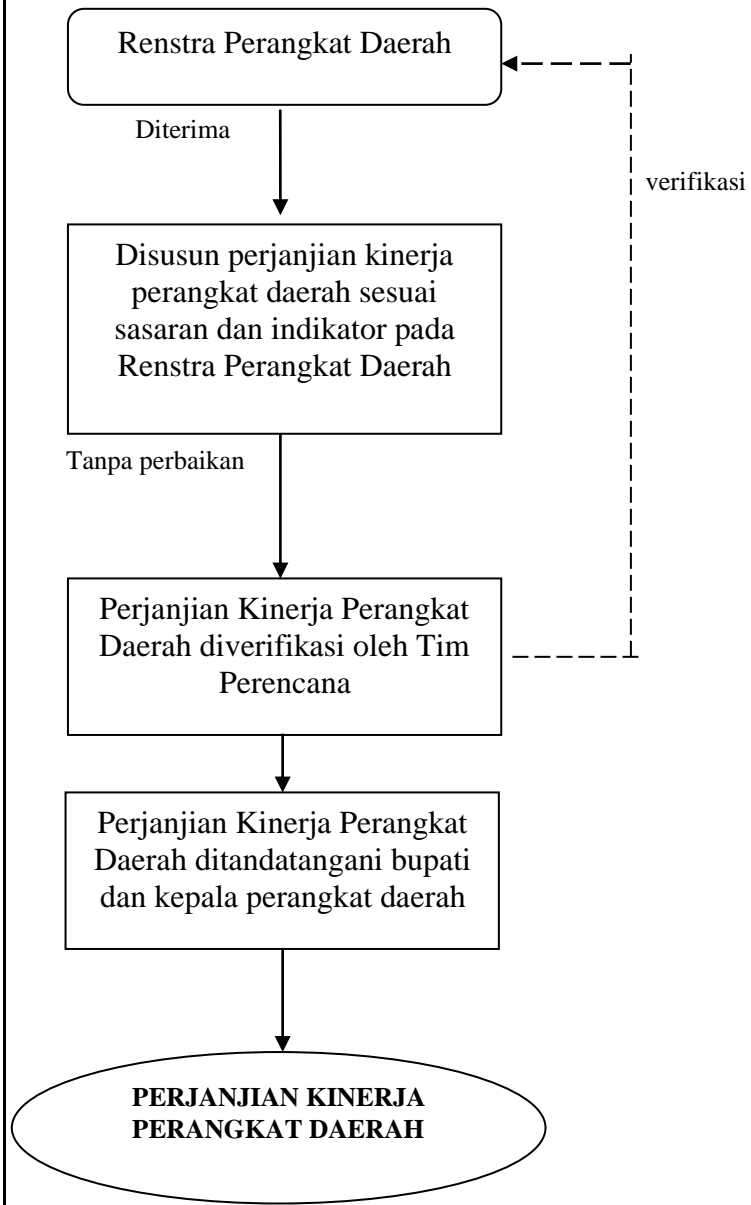 Renstra Perangkat Daerah
Diterima
verifikasi
Disusun perjanjian kinerja
perangkat daerah sesuai
sasaran dan indikator pada
Renstra Perangkat Daerah
Tanpa perbaikan
Perjanjian Kinerja Perangkat
Daerah diverifikasi oleh Tim
Perencana
Perjanjian Kinerja Perangkat
Daerah ditandatangani bupati
dan kepala perangkat daerah
PERJANJIAN KINERJA
PERANGKAT DAERAH